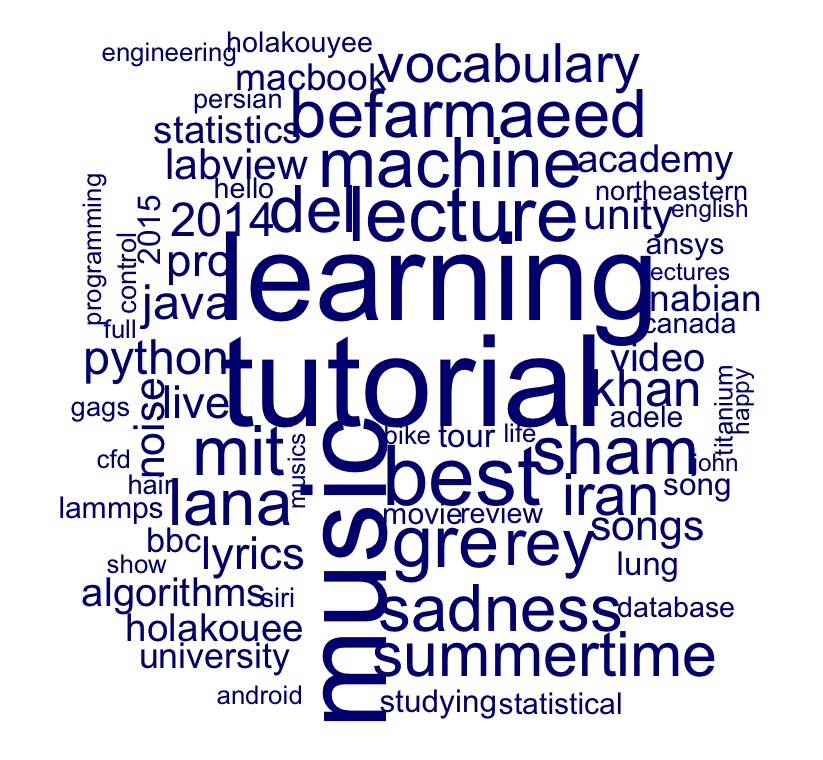 engineering
holakouyee
macbook
vocabulary
persian
befarmaeed
statistics
labview
machine
academy
hello
northeastern
2014
del
lecture
unity
english
programming
2015
control
pro
learning
ansys
lectures
java
nabian
full
canada
python
tutorial
video
khan
gags
live
noise
adele
titanium
happy
mit
music
bike
tour
life
sham
cfd
musics
best
john
hair
lana
iran
song
lammps
movie
review
songs
bbc
lyrics
gre
rey
show
lung
algorithms
siri
sadness
database
holakouee
university
summertime
android
studying
statistical